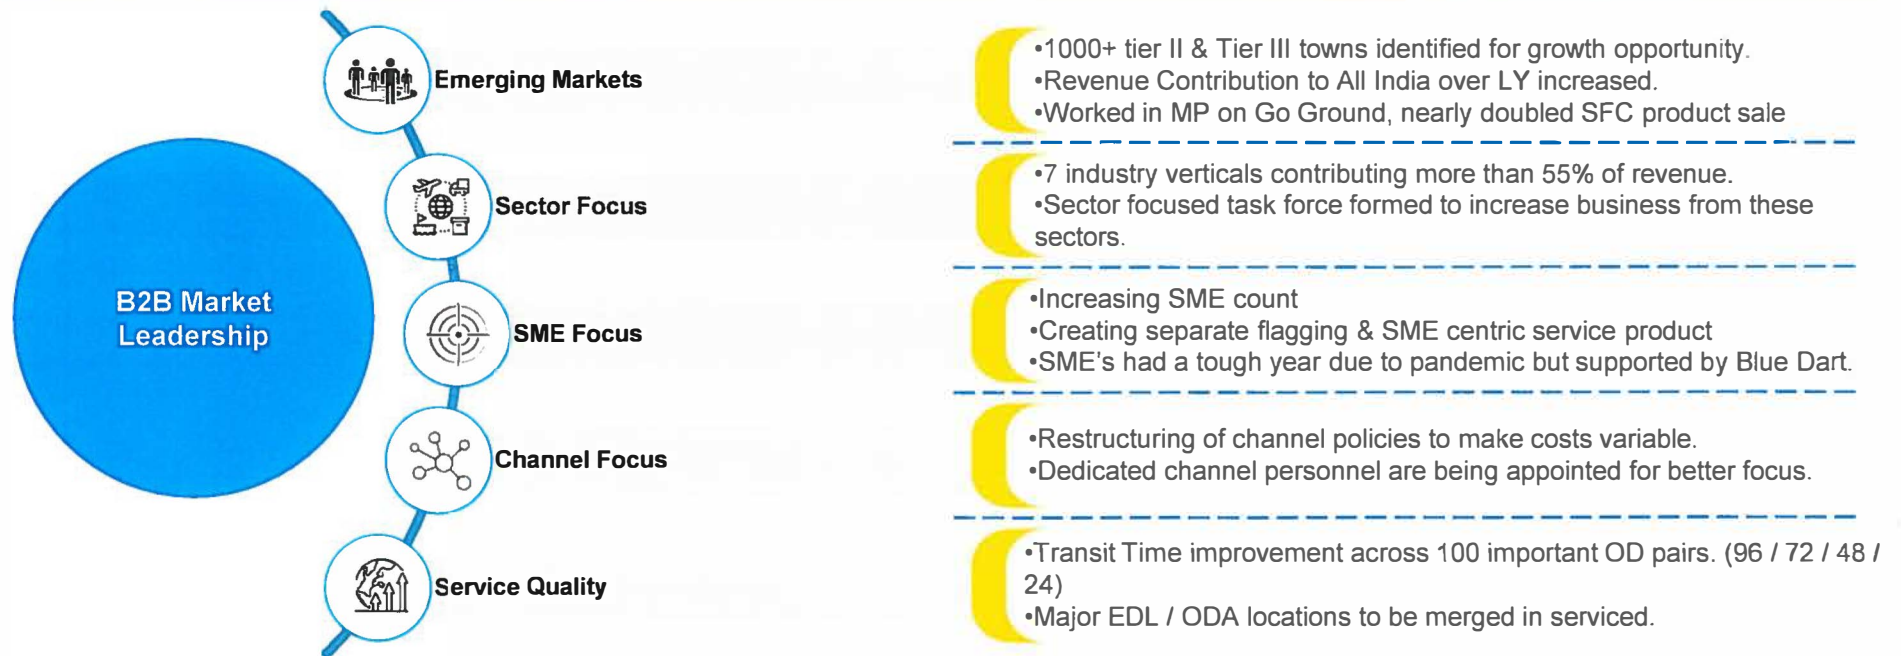 B2B Market
Leadership
Emerging Markets
•1000+ tier II & Tier III towns identified for growth opportunity.
•Revenue Contribution to All India over LY increased.
•Worked in MP on Go Ground, nearly doubled SFC product sale
Sector Focus
•7 industry verticals contributing more than 55% of revenue.
•Sector focused task force formed to increase business from these
sectors.
SME Focus
•Increasing SME count
•Creating separate flagging & SME centric service product
•SME's had a tough year due to pandemic but supported by Blue Dart.
Channel Focus
•Restructuring of channel policies to make costs variable.
•Dedicated channel personnel are being appointed for better focus.
Service Quality
•Transit Time improvement across 100 important OD pairs. (96 / 72 / 48 /
24)
•Major EDL / ODA locations to be merged in serviced.